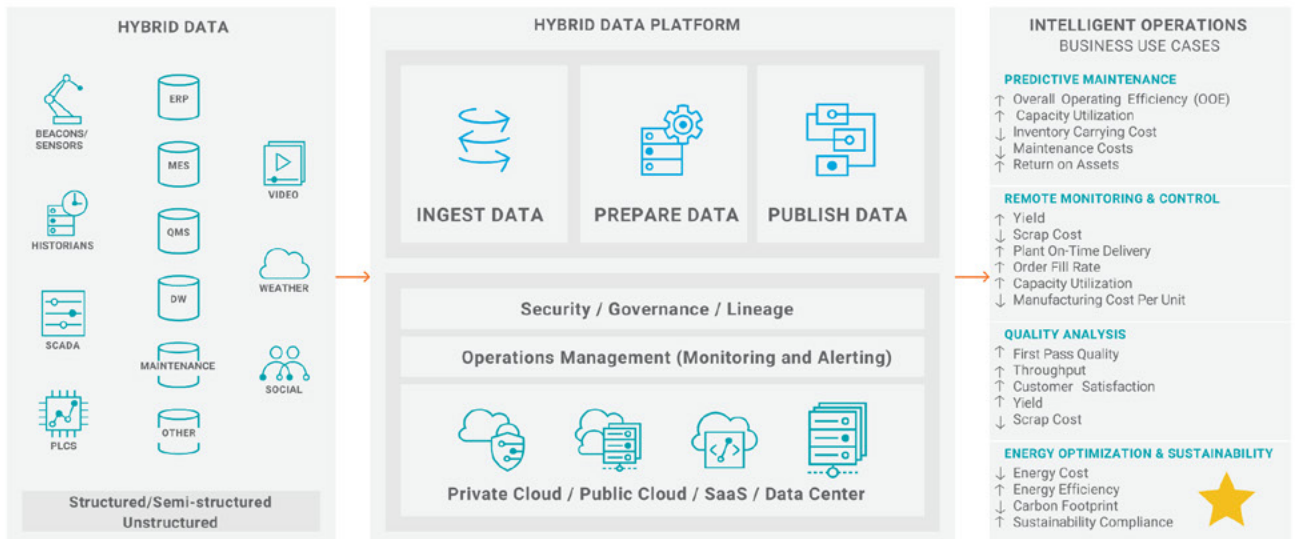 HYBRID DATA
BEACONS/
SENSORS
HISTORIANS
SCADA
PLCS
ERP
MES
QMS
DW
MAINTENANCE
OTHER
VIDEO
WEATHER
SOCIAL
Structured/Semi-structured
Unstructured
HYBRID DATA PLATFORM
INGEST DATA
PREPARE DATA
PUBLISH DATA
Security / Governance / Lineage
Operations Management (Monitoring and Alerting)
Private Cloud / Public Cloud / SaaS / Data Center
INTELLIGENT OPERATIONS
BUSINESS USE CASES
PREDICTIVE MAINTENANCE
↑ Overall Operating Efficiency (OOE)
↑ Capacity Utilization
↓ Inventory Carrying Cost
↓ Maintenance Costs
↑ Return on Assets
REMOTE MONITORING & CONTROL
↑ Yield
↓ Scrap Cost
↑ Plant On-Time Delivery
↑ Order Fill Rate
↑ Capacity Utilization
↓ Manufacturing Cost Per Unit
QUALITY ANALYSIS
↑ First Pass Quality
↑ Throughput
↑ Customer Satisfaction
↑ Yield
↓ Scrap Cost
ENERGY OPTIMIZATION & SUSTAINABILITY
↓ Energy Cost
↑ Energy Efficiency
↓ Carbon Footprint
↑ Sustainability Compliance